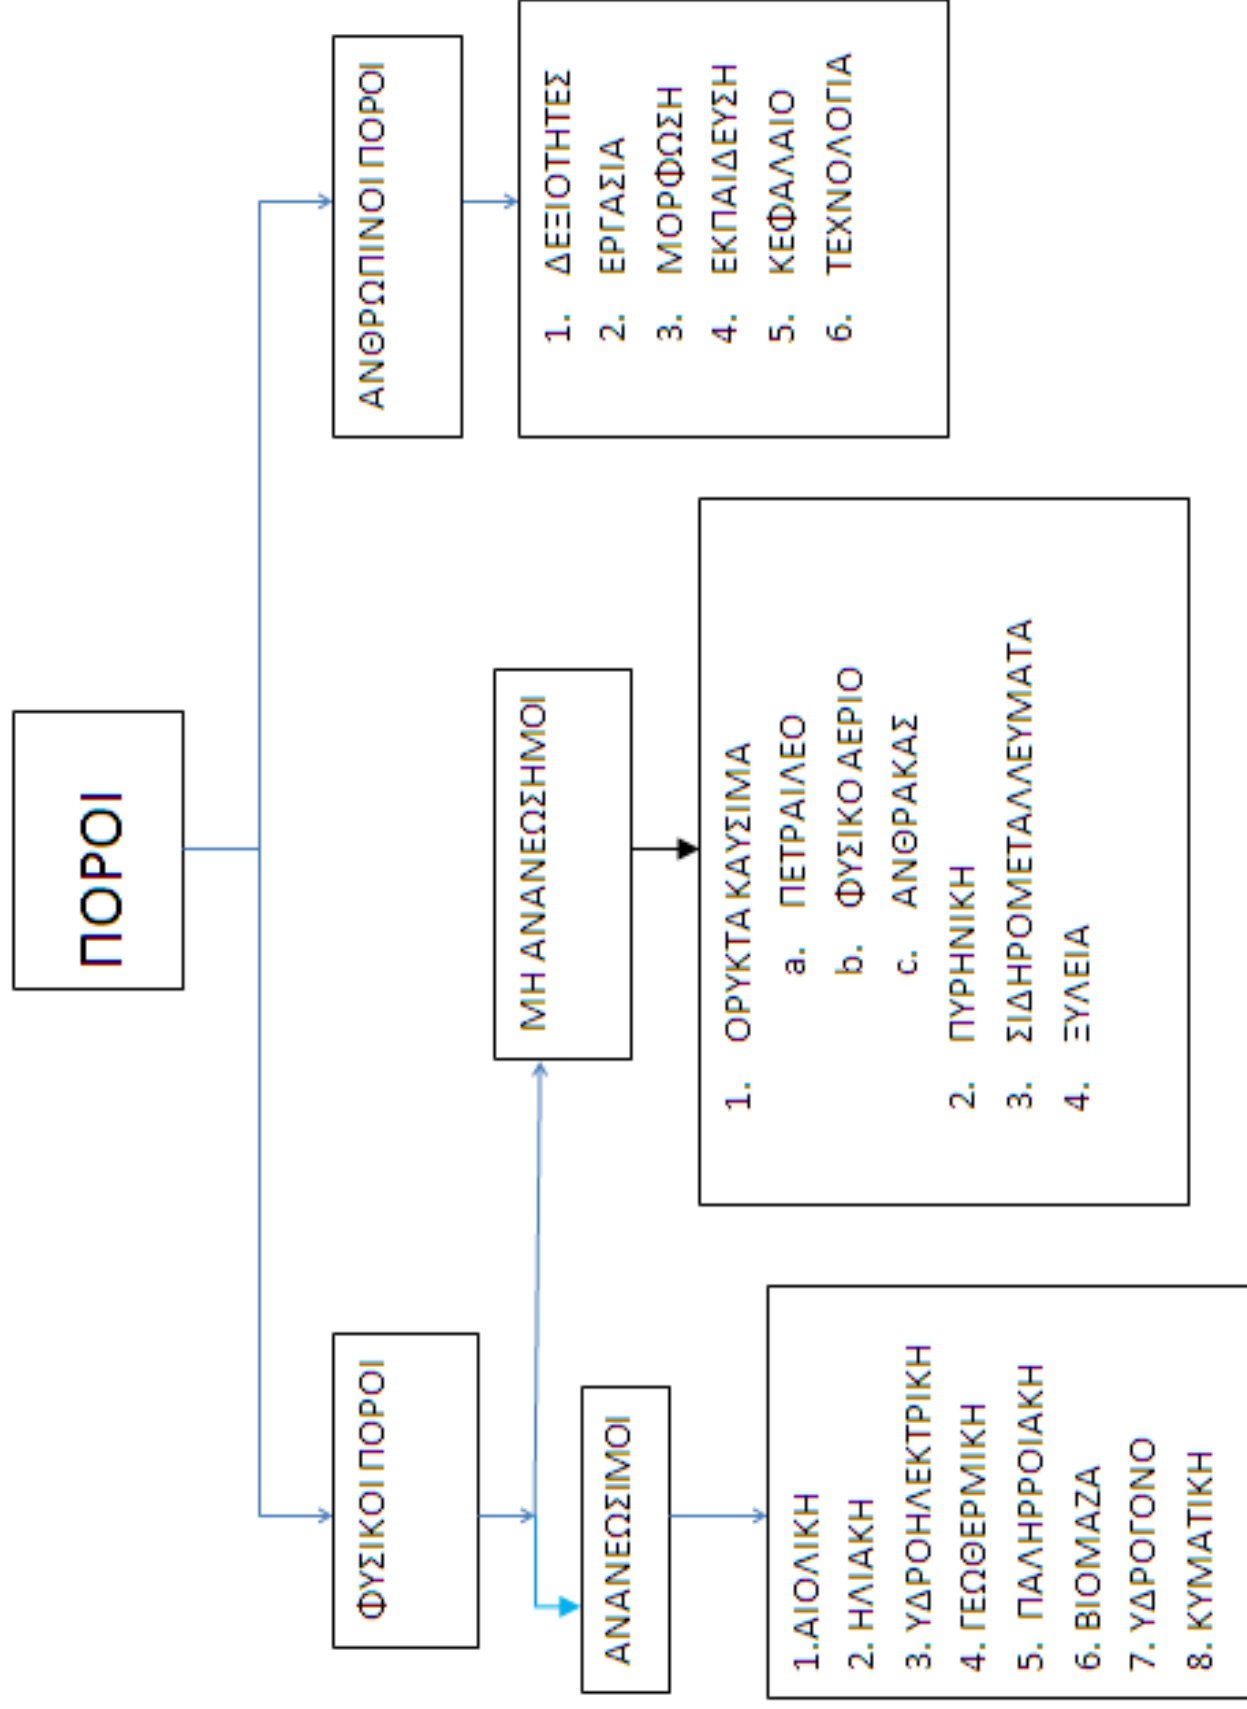 ΠΟΡΟΙ
ΦΥΣΙΚΟΙ ΠΟΡΟΙ
ΑΝΘΡΩΠΙΝΟΙ ΠΟΡΟΙ
ΑΝΑΝΕΩΣΙΜΟΙ
ΜΗ ΑΝΑΝΕΩΣΗΜΟΙ
1.ΑΙΟΛΙΚΗ
2. ΗΛΙΑΚΗ
3. ΥΔΡΟΗΛΕΚΤΡΙΚΗ
4. ΓΕΩΘΕΡΜΙΚΗ
5. ΠΑΛΗΡΡΟΙΑΚΗ
6. ΒΙΟΜΑΖΑ
7. ΥΔΡΟΓΟΝΟ
8. ΚΥΜΑΤΙΚΗ
1. ΟΡΥΚΤΑ ΚΑΥΣΙΜΑ
a. ΠΕΤΡΑΙΛΕΟ
b. ΦΥΣΙΚΟ ΑΕΡΙΟ
c. ΑΝΘΡΑΚΑΣ
2. ΠΥΡΗΝΙΚΗ
3. ΣΙΔΗΡΟΜΕΤΑΛΛΕΥΜΑΤΑ
4. ΞΥΛΕΙΑ
1. ΔΕΞΙΟΤΗΤΕΣ
2. ΕΡΓΑΣΙΑ
3. ΜΟΡΦΩΣΗ
4. ΕΚΠΑΙΔΕΥΣΗ
5. ΚΕΦΑΛΑΙΟ
6. ΤΕΧΝΟΛΟΓΙΑ